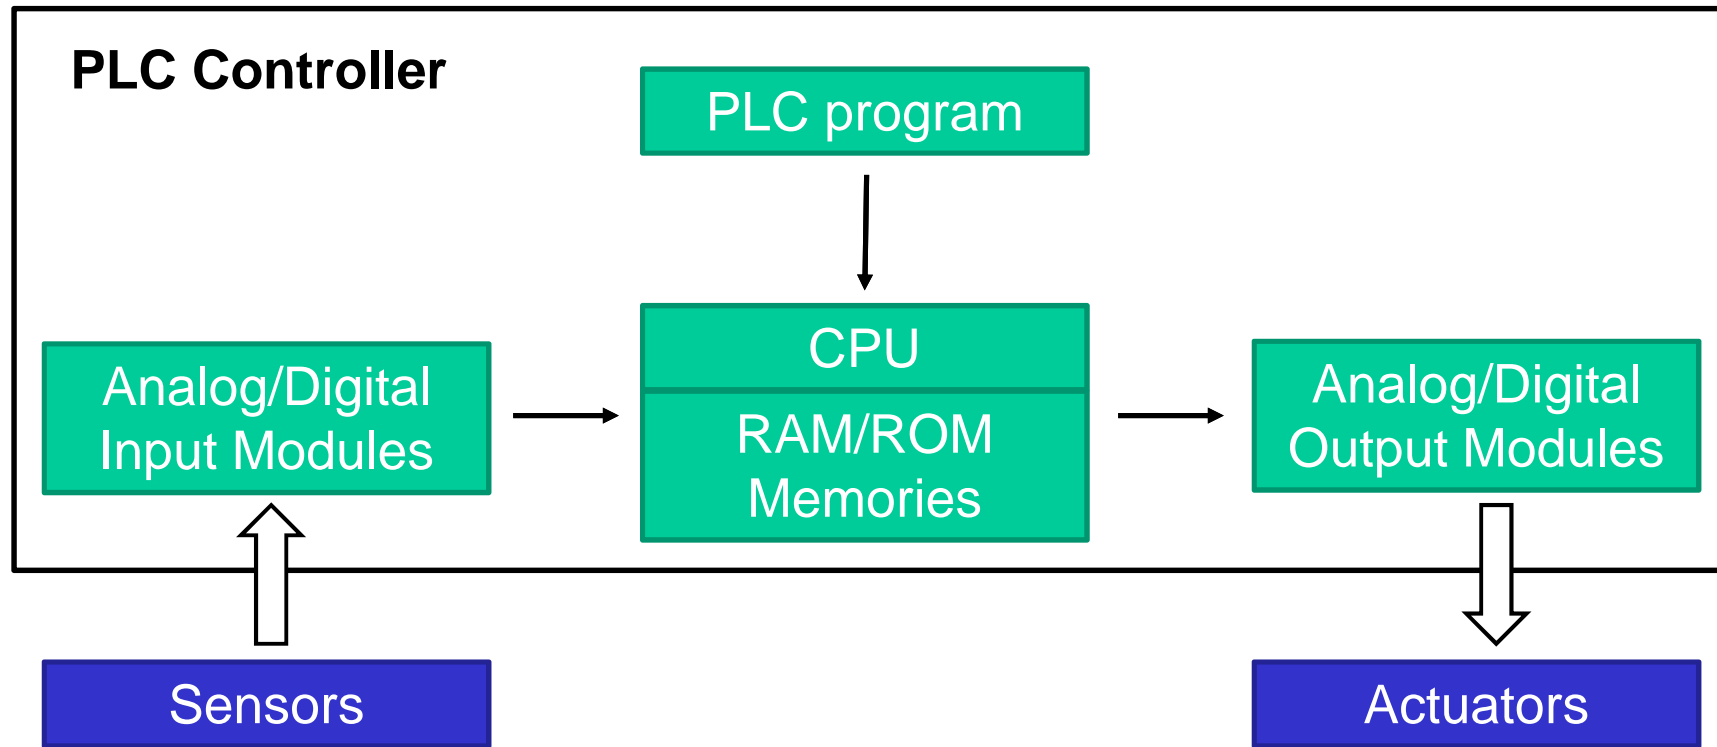 PLC Controller
PLC program
CPU
RAM/ROM
Memories
Analog/Digital
Input Modules
Analog/Digital
Output Modules
Sensors
Actuators